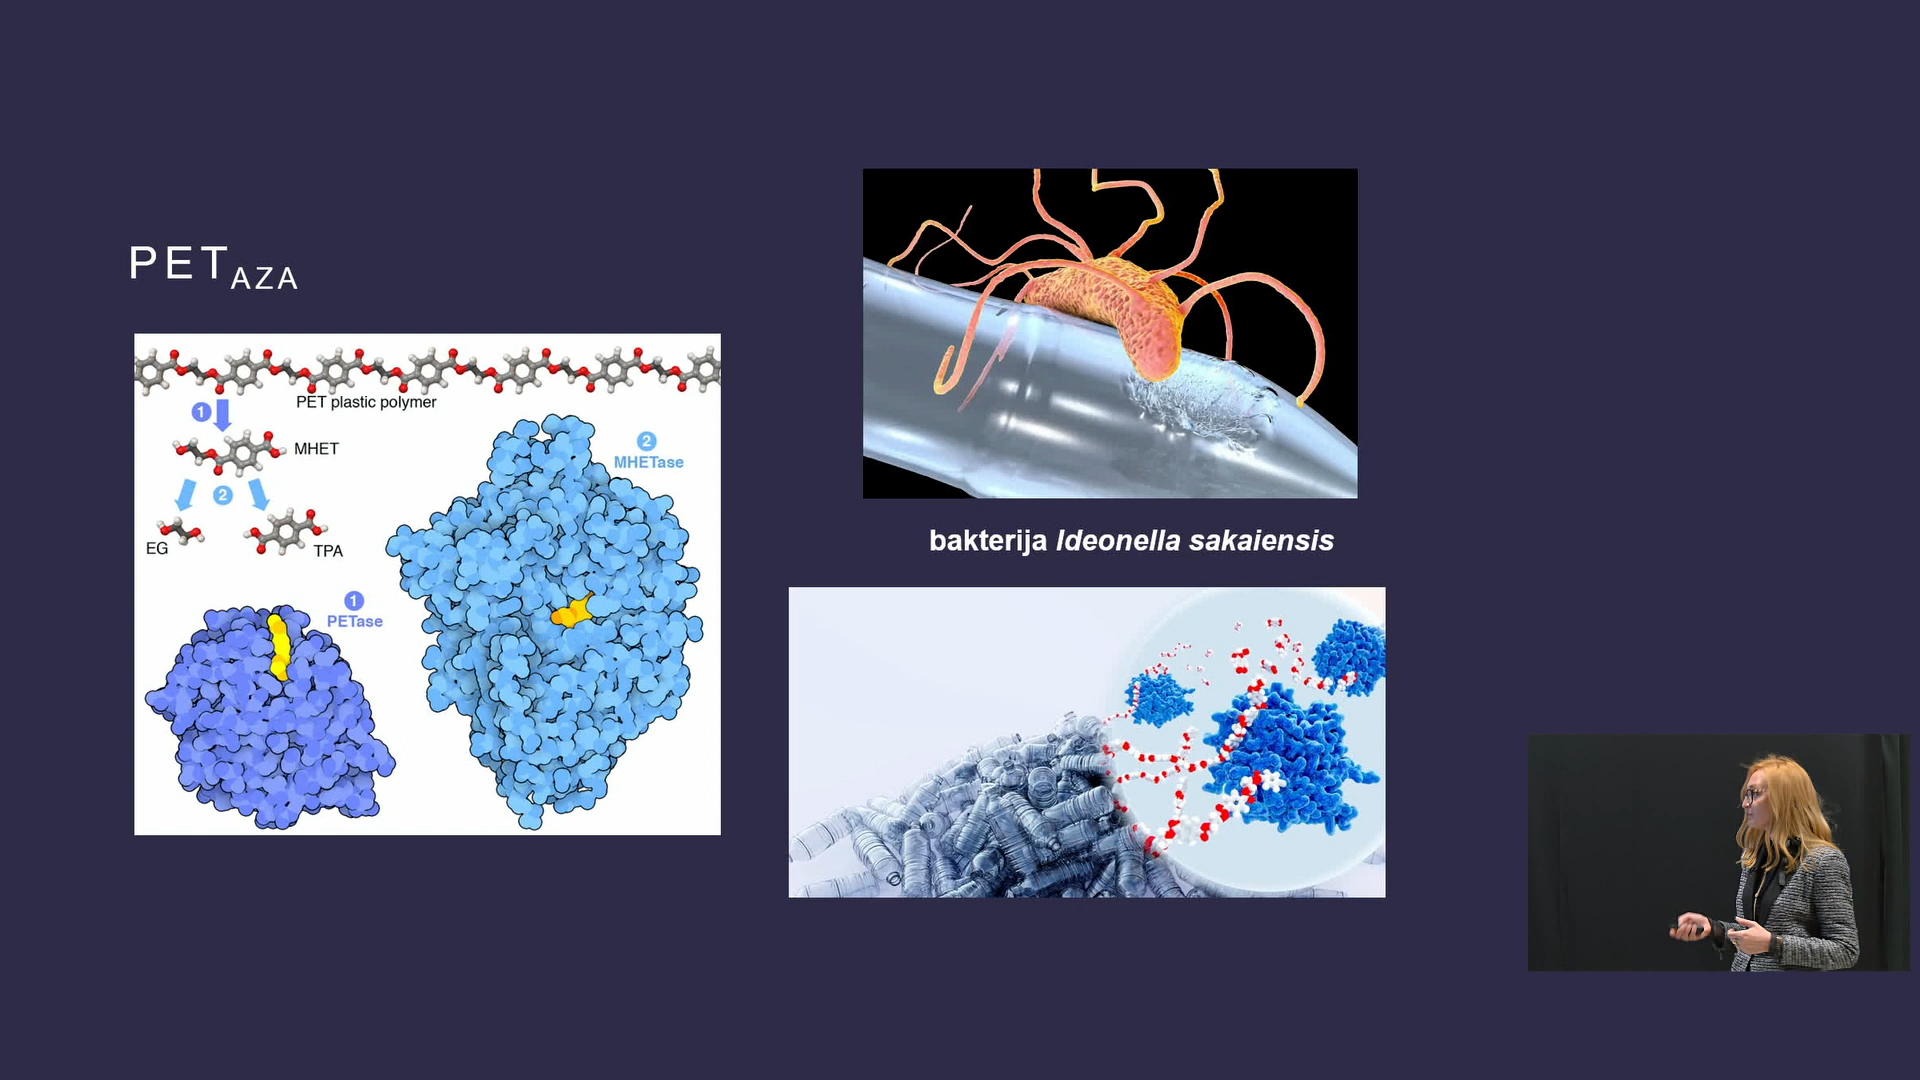 PETAZA
PET plastic polymer
1
MHET
2
EG
TPA
2
MHETase
1
PETase
bakterija Ideonella sakaiensis